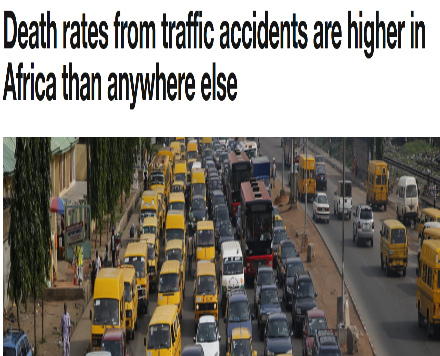 Death rates from traffic accidents are higher in
Africa than anywhere else